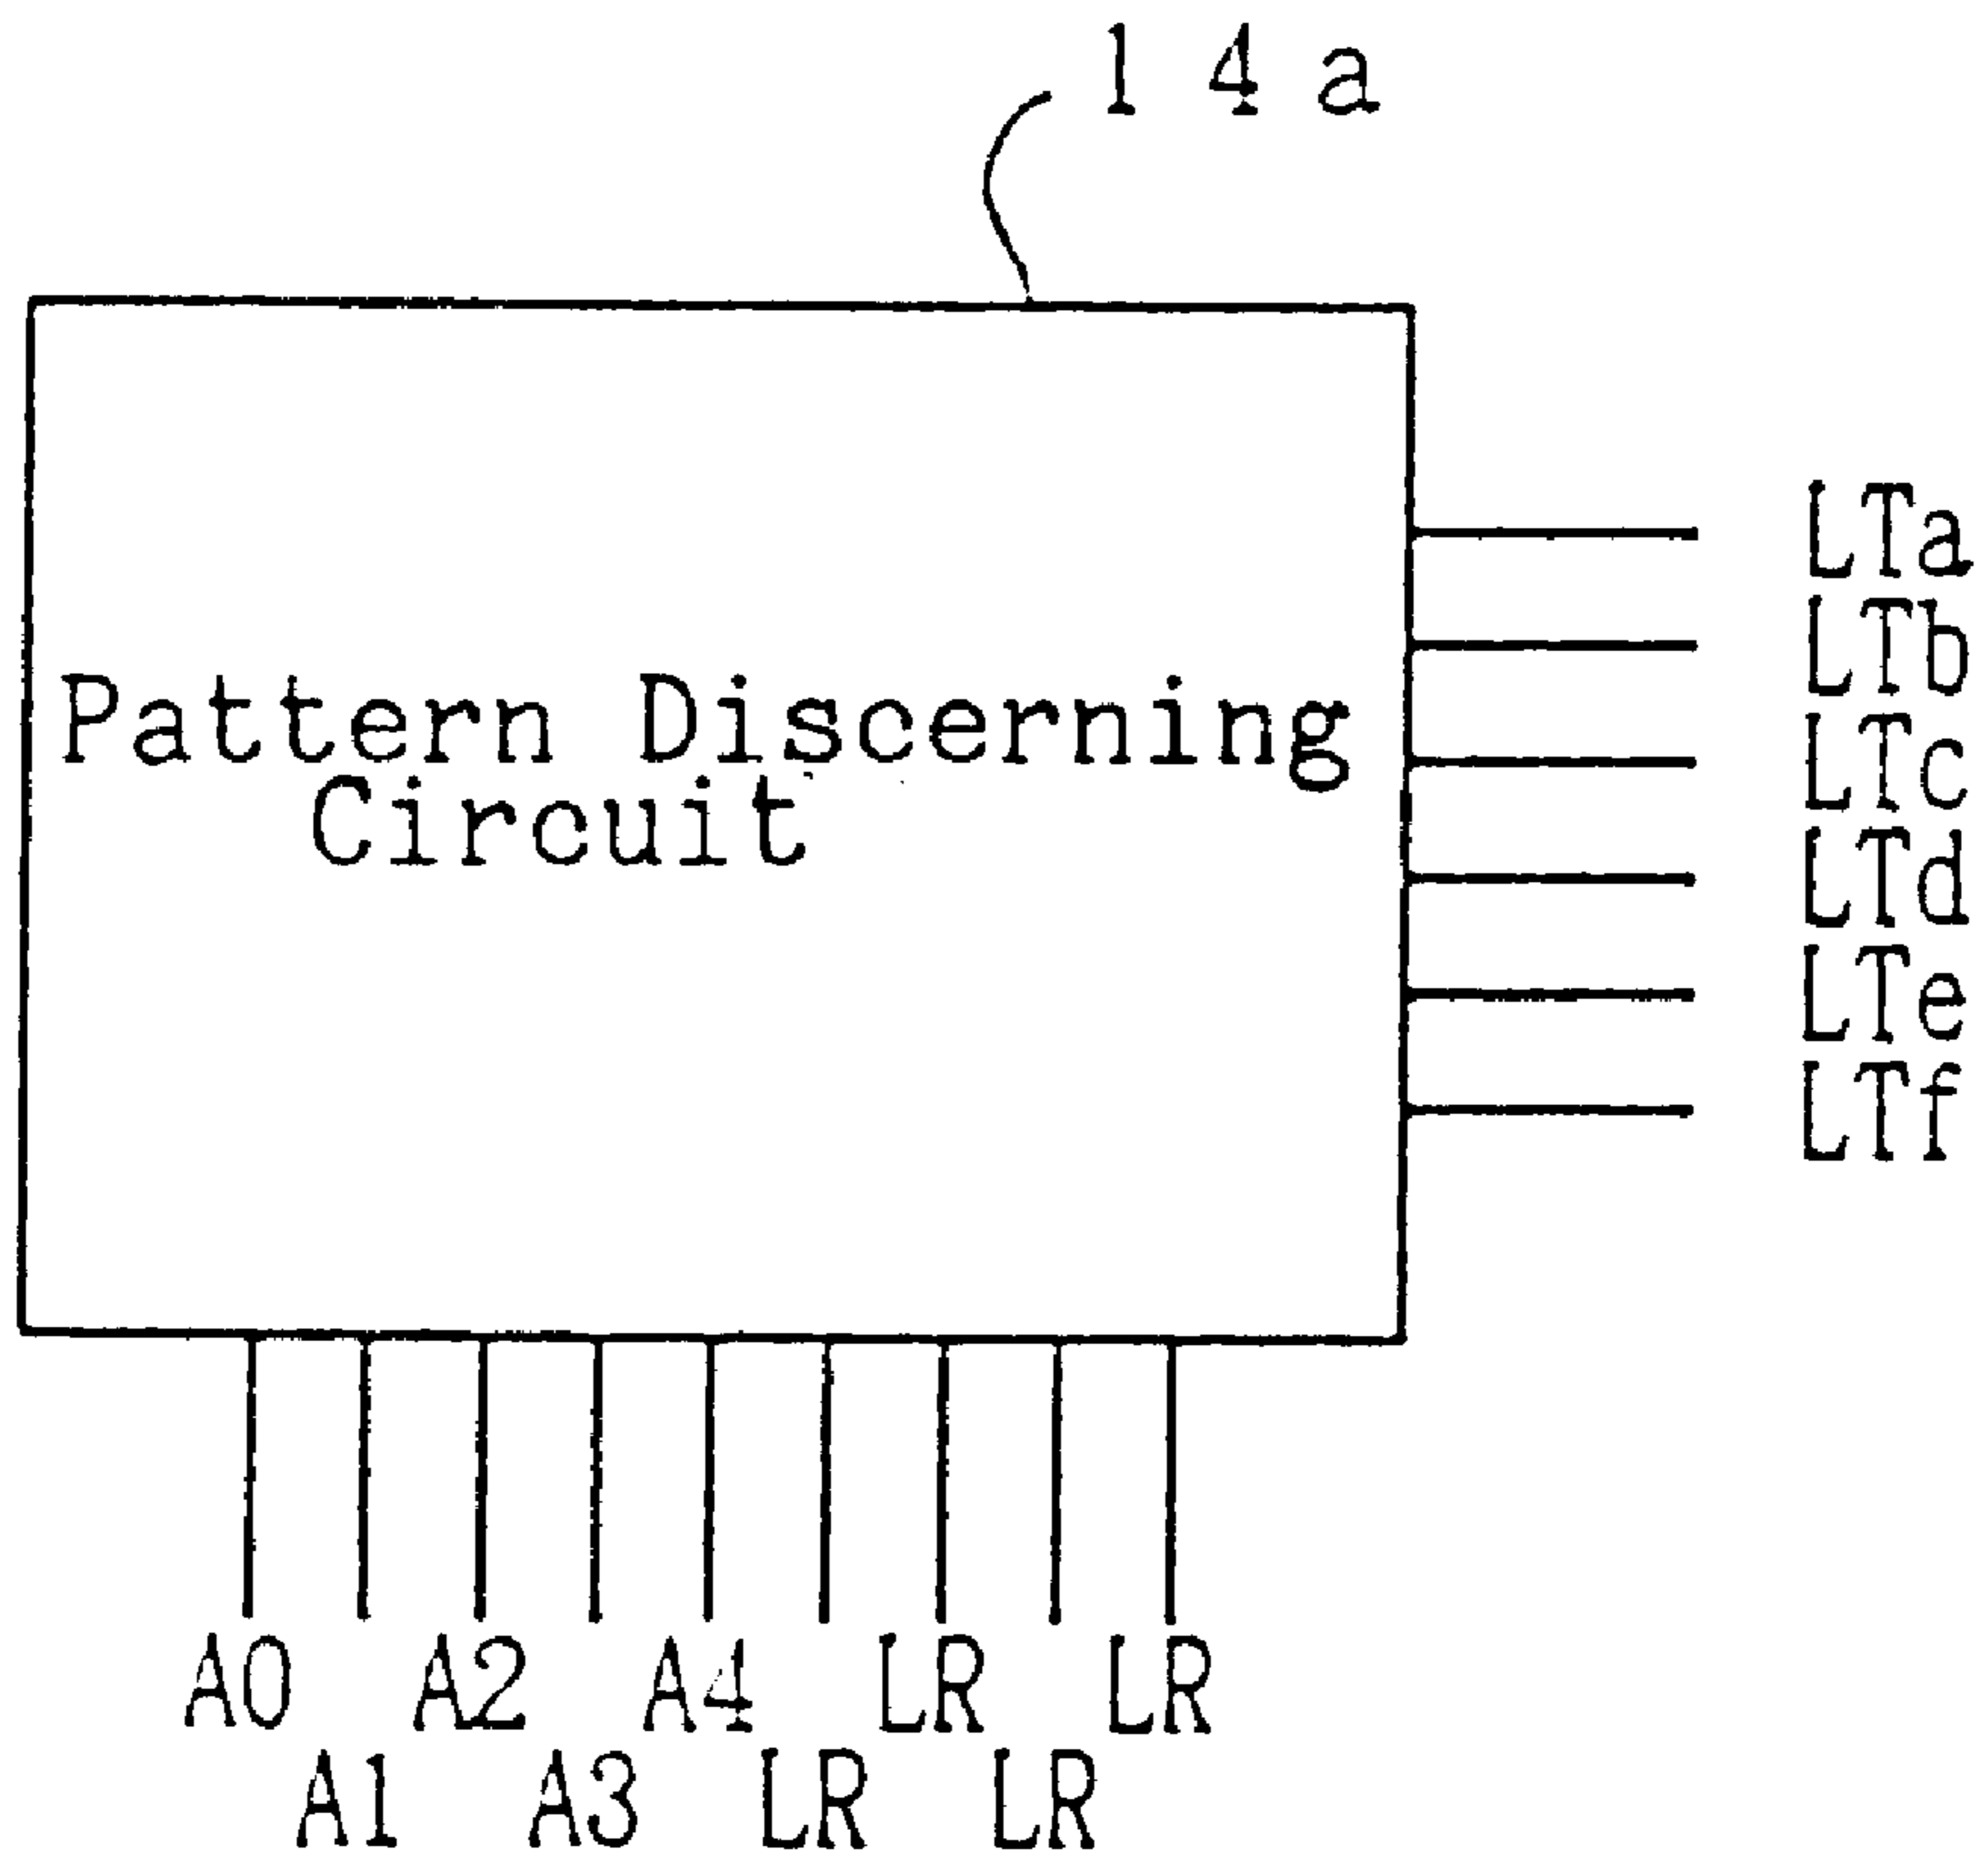 14a
Pattern Discerning
Circuit
LTa
LTb
LTc
LTd
LTe
LTf
A0 A2 A4 LR LR
A1 A3 LR LR